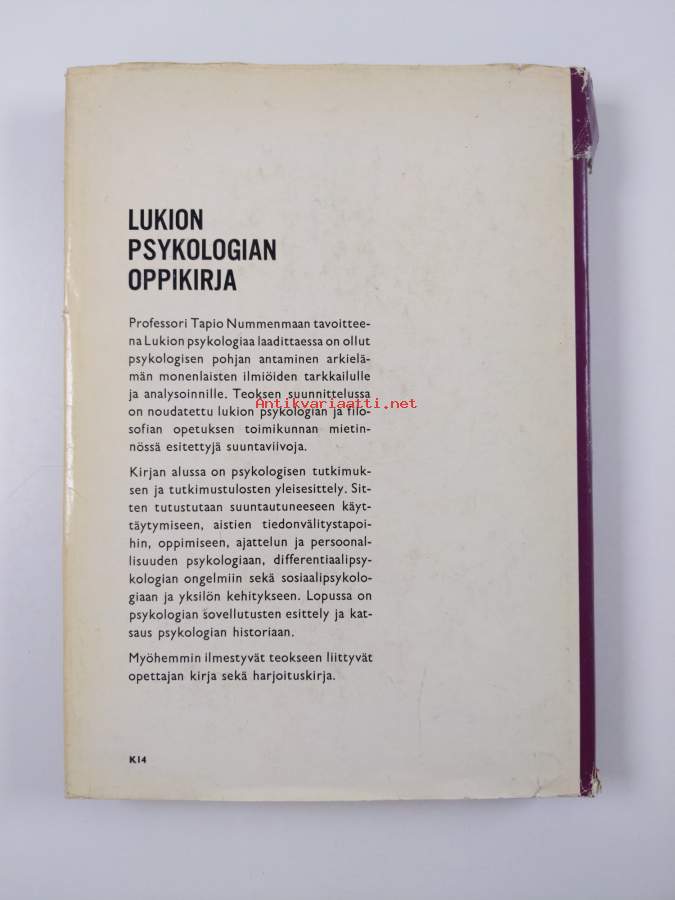 LUKION
PSYKOLOGIAN
OPPIKIRJA
Professori Tapio Nummenmaan tavoittee-
na Lukion psykologiaa laadittaessa on ollut
psykologisen pohjan antaminen arkielä-
män monenlaisten ilmiöiden tarkkailulle
ja analysoinnille. Teoksen suunnittelussa
Antikvariaatti.net
on noudatettu lukion psykologian ja filo-
sofian opetuksen toimikunnan mietin-
nössä esitettyjä suuntaviivoja.
Kirjan alussa on psykologisen tutkimuk-
sen ja tutkimustulosten yleisesittely. Sit-
ten tutustutaan suuntautuneeseen käyt-
täytymiseen, aistien tiedonvälitystapoi-
hin, oppimiseen, ajattelun ja persoonal-
lisuuden psykologiaan, differentiaalipsy-
kologian ongelmiin sekä sosiaalipsykolo-
giaan ja yksilön kehitykseen. Lopussa on
psykologian sovellutusten esittely ja kat-
saus psykologian historiaan.
Myöhemmin ilmestyvät teokseen liittyvät
opettajan kirja sekä harjoituskirja.
K14